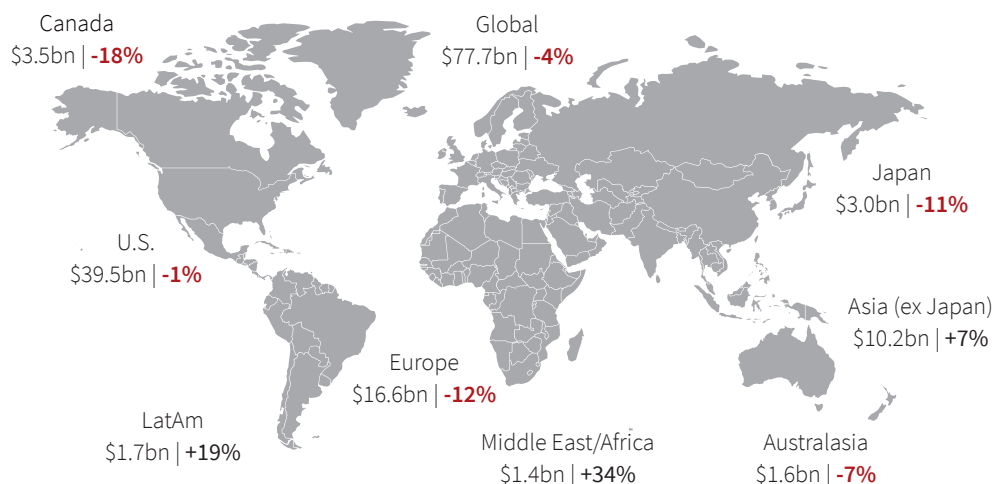 Canada
$3.5bn | -18%
Global
$77.7bn | -4%
Japan
$3.0bn | -11%
U.S.
$39.5bn | -1%
Asia (ex Japan)
$10.2bn | +7%
Europe
$16.6bn | -12%
LatAm
$1.7bn | +19%
Middle East/Africa
$1.4bn | +34%
Australasia
$1.6bn | -7%